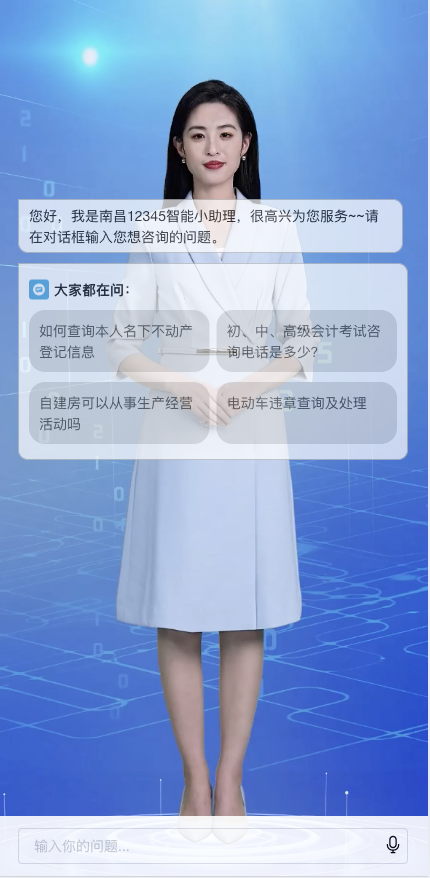 您好，我是南昌12345智能小助理，很高兴为您服务~~请
在对话框输入您想咨询的问题。
大家都在问：
如何查询本人名下不动产
登记信息
初、中、高级会计考试咨
询电话是多少?
自建房可以从事生产经营
活动吗
电动车违章查询及处理
输入你的问题...